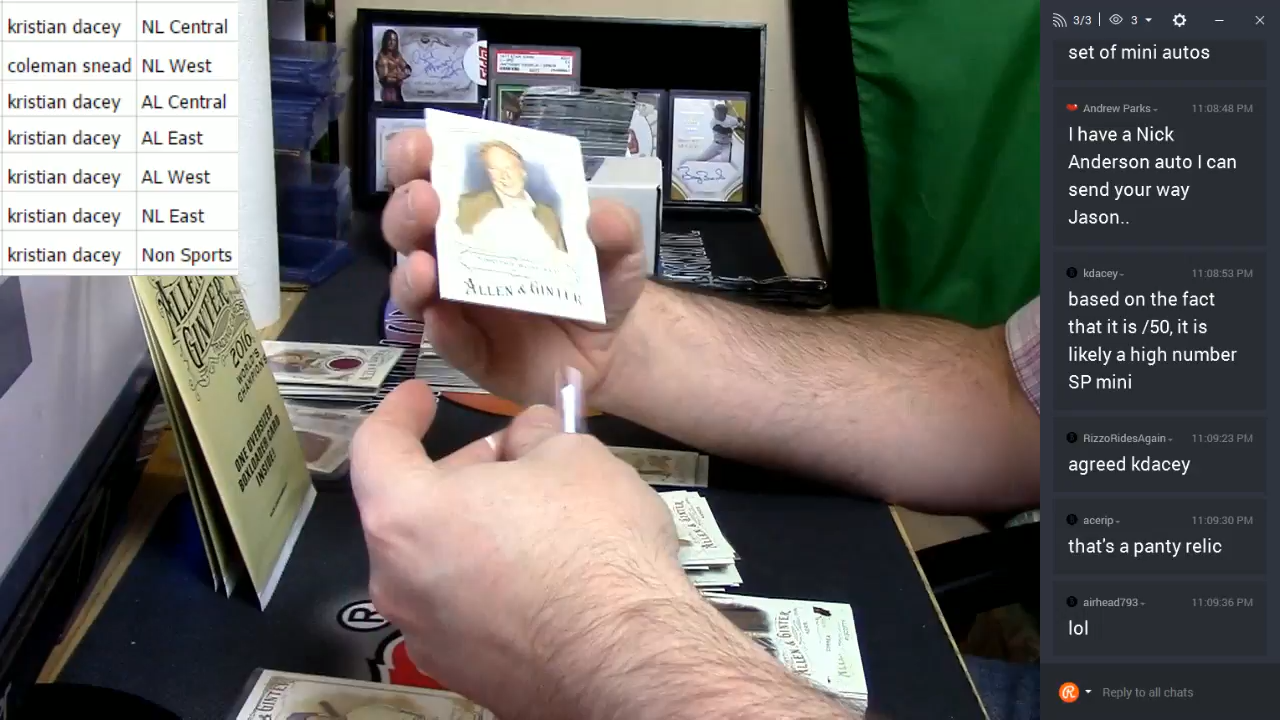 kristian dacey NL Central
coleman snead NL West
kristian dacey AL Central
kristian dacey AL East
kristian dacey AL West
kristian dacey NL East
kristian dacey Non Sports
ALLEN & GINTER
ALLEN &
GINTER
2016
WORLD'S
CHAMPIONS
ONE OVERSIZED
BOXLOADER CARD
INSIDE!
®
3/3 3
set of mini autos
Andrew Parks 11:08:48 PM
I have a Nick
Anderson auto I can
send your way
Jason..
kdacey 11:08:53 PM
based on the fact
that it is /50, it is
likely a high number
SP mini
RizzoRidesAgain 11:09:23 PM
agreed kdacey
acerip 11:09:30 PM
that's a panty relic
airhead793 11:09:36 PM
lol
Reply to all chats